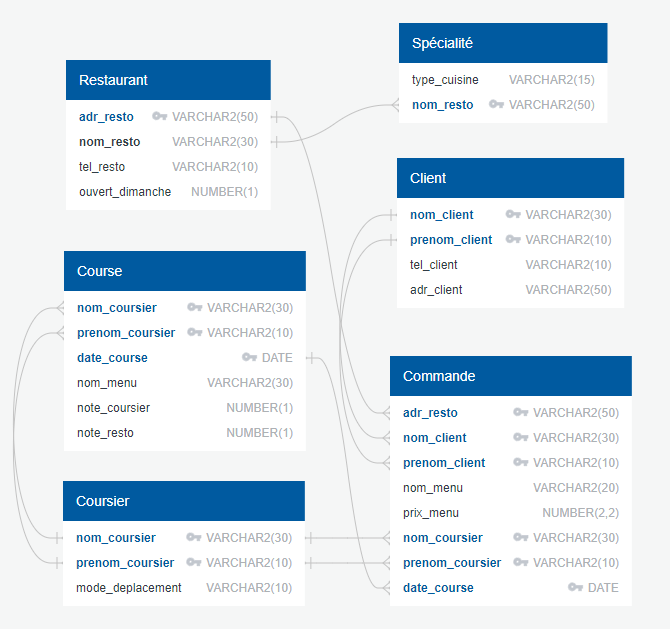 Restaurant
adr_resto VARCHAR2(50)
nom_resto VARCHAR2(30)
tel_resto VARCHAR2(10)
ouvert_dimanche NUMBER(1)
Spécialité
type_cuisine VARCHAR2(15)
nom_resto VARCHAR2(50)
Client
nom_client VARCHAR2(30)
prenom_client VARCHAR2(10)
tel_client VARCHAR2(10)
adr_client VARCHAR2(50)
Course
nom_coursier VARCHAR2(30)
prenom_coursier VARCHAR2(10)
date_course DATE
nom_menu VARCHAR2(30)
note_coursier NUMBER(1)
note_resto NUMBER(1)
Commande
adr_resto VARCHAR2(50)
nom_client VARCHAR2(30)
prenom_client VARCHAR2(10)
nom_menu VARCHAR2(20)
prix_menu NUMBER(2,2)
nom_coursier VARCHAR2(30)
prenom_coursier VARCHAR2(10)
date_course DATE
Coursier
nom_coursier VARCHAR2(30)
prenom_coursier VARCHAR2(10)
mode_deplacement VARCHAR2(10)